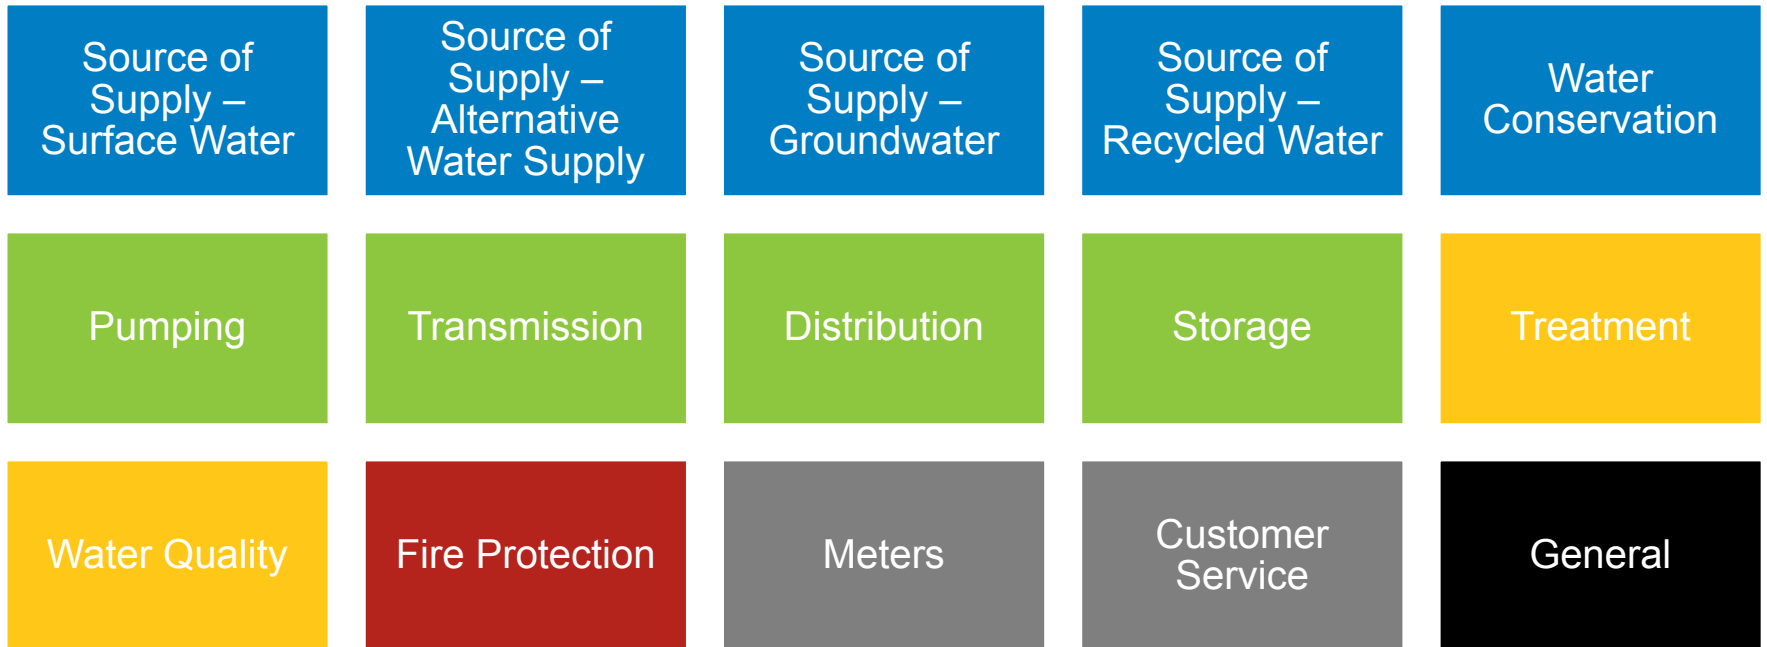 Source of
Supply –
Surface Water
Source of
Supply –
Alternative
Water Supply
Source of
Supply –
Groundwater
Source of
Supply –
Recycled Water
Water
Conservation
Pumping
Transmission
Distribution
Storage
Treatment
Water Quality
Fire Protection
Meters
Customer
Service
General